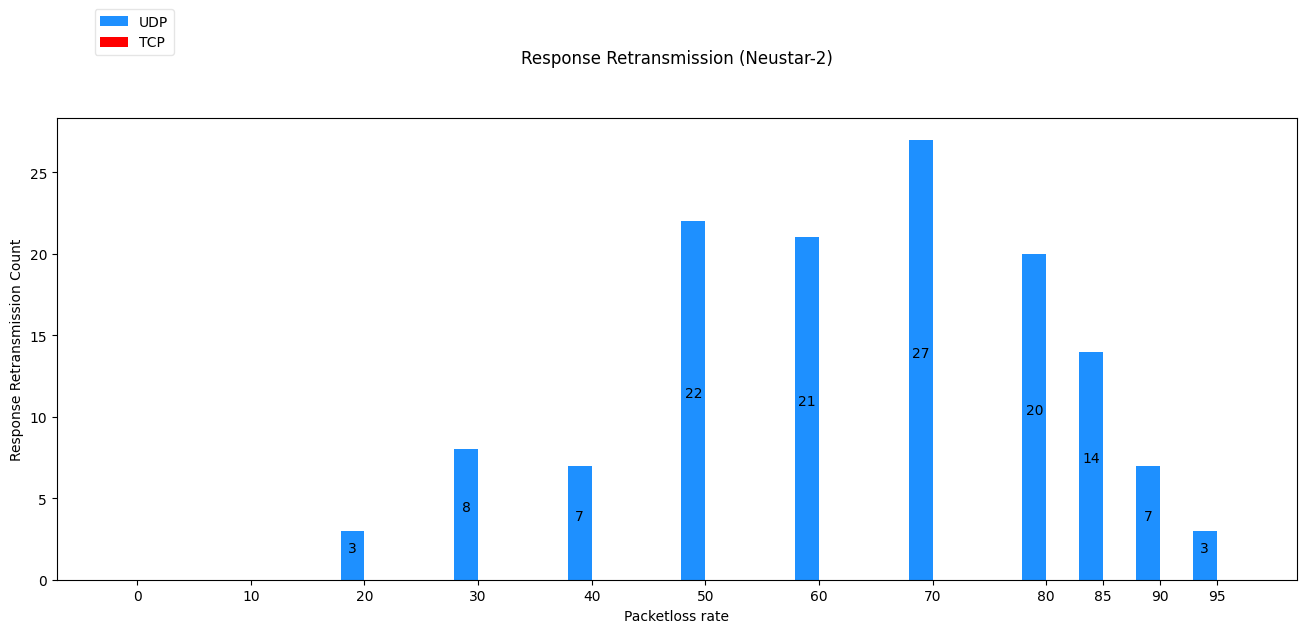 UDP
TCP
Response Retransmission (Neustar-2)
Response Retransmission Count
25
20
15
10
5
0
3
8
7
22
21
27
20
14
7
3
0 10 20 30 40 50 60 70 80 85 90 95
Packetloss rate